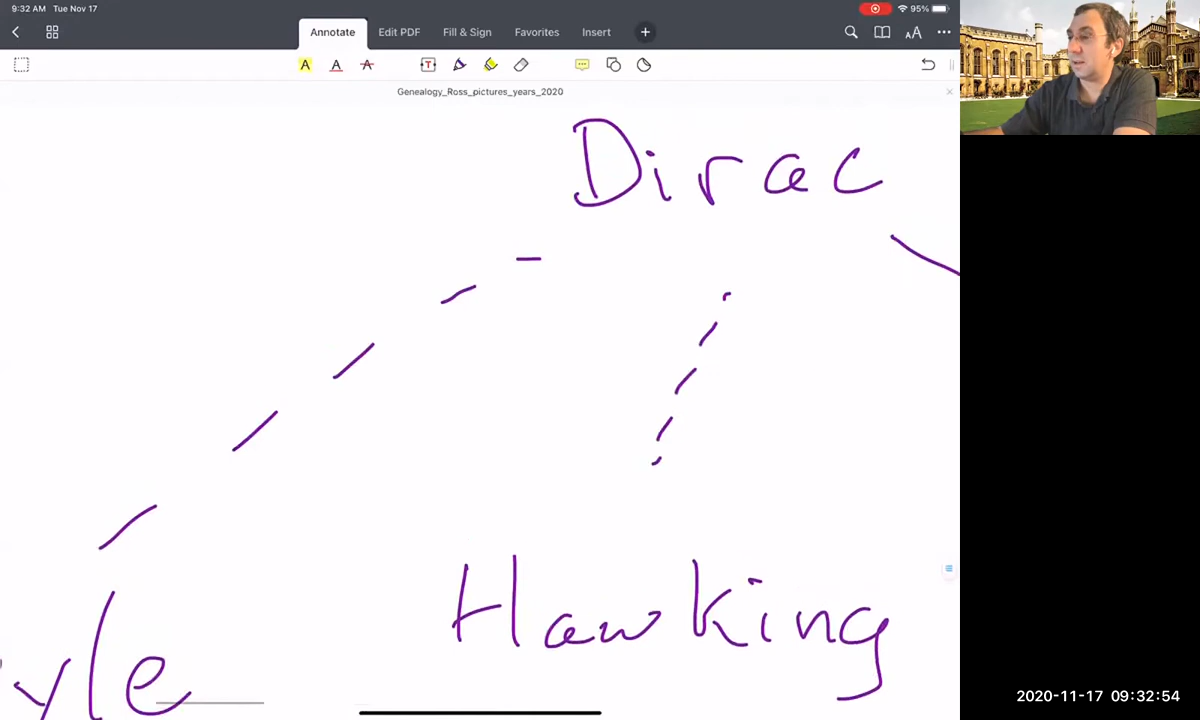 9:32 AM Tue Nov 17
95%
Annotate Edit PDF Fill & Sign Favorites Insert
A A A T
AA
Genealogy_Ross_pictures_years_2020
Dirac
Hawking
yle
2020-11-17 09:32:54